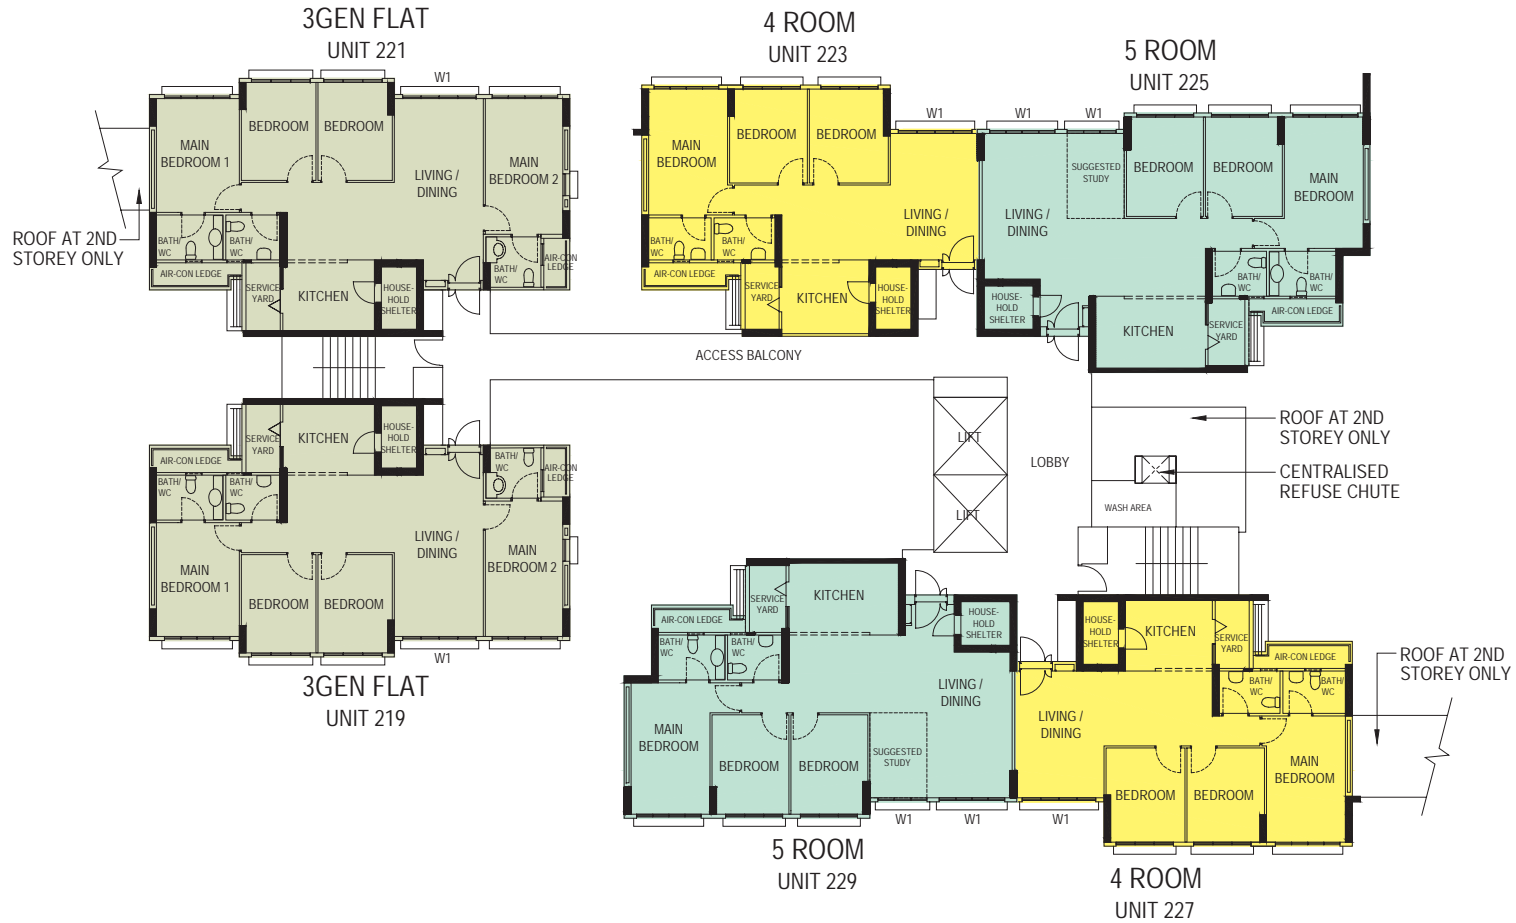 3GEN FLAT
UNIT 221
W1
MAIN
BEDROOM 1
BEDROOM
BEDROOM
LIVING /
DINING
MAIN
BEDROOM 2
BATH/
WC
BATH/
WC
BATH/
WC
AIR-CON
LEDGE
AIR-CON LEDGE
SERVICE
YARD
KITCHEN
HOUSE-
HOLD
SHELTER
ROOF AT 2ND
STOREY ONLY
4 ROOM
UNIT 223
W1
MAIN
BEDROOM
BEDROOM
BEDROOM
LIVING /
DINING
BATH/
WC
BATH/
WC
AIR-CON LEDGE
SERVICE
YARD
KITCHEN
HOUSE-
HOLD
SHELTER
5 ROOM
UNIT 225
W1
W1
LIVING /
DINING
SUGGESTED
STUDY
BEDROOM
BEDROOM
MAIN
BEDROOM
BATH/
WC
BATH/
WC
AIR-CON LEDGE
HOUSE-
HOLD
SHELTER
KITCHEN
SERVICE
YARD
ACCESS BALCONY
LIFT
LIFT
LOBBY
ROOF AT 2ND
STOREY ONLY
CENTRALISED
REFUSE CHUTE
WASH AREA
SERVICE
YARD
KITCHEN
HOUSE-
HOLD
SHELTER
AIR-CON LEDGE
BATH/
WC
BATH/
WC
BATH/
WC
AIR-CON
LEDGE
MAIN
BEDROOM 1
BEDROOM
BEDROOM
LIVING /
DINING
MAIN
BEDROOM 2
W1
3GEN FLAT
UNIT 219
SERVICE
YARD
KITCHEN
HOUSE-
HOLD
SHELTER
AIR-CON LEDGE
BATH/
WC
BATH/
WC
LIVING /
DINING
MAIN
BEDROOM
BEDROOM
BEDROOM
SUGGESTED
STUDY
W1
W1
5 ROOM
UNIT 229
HOUSE-
HOLD
SHELTER
KITCHEN
SERVICE
YARD
AIR-CON LEDGE
BATH/
WC
BATH/
WC
LIVING /
DINING
BEDROOM
BEDROOM
MAIN
BEDROOM
W1
4 ROOM
UNIT 227
ROOF AT 2ND
STOREY ONLY